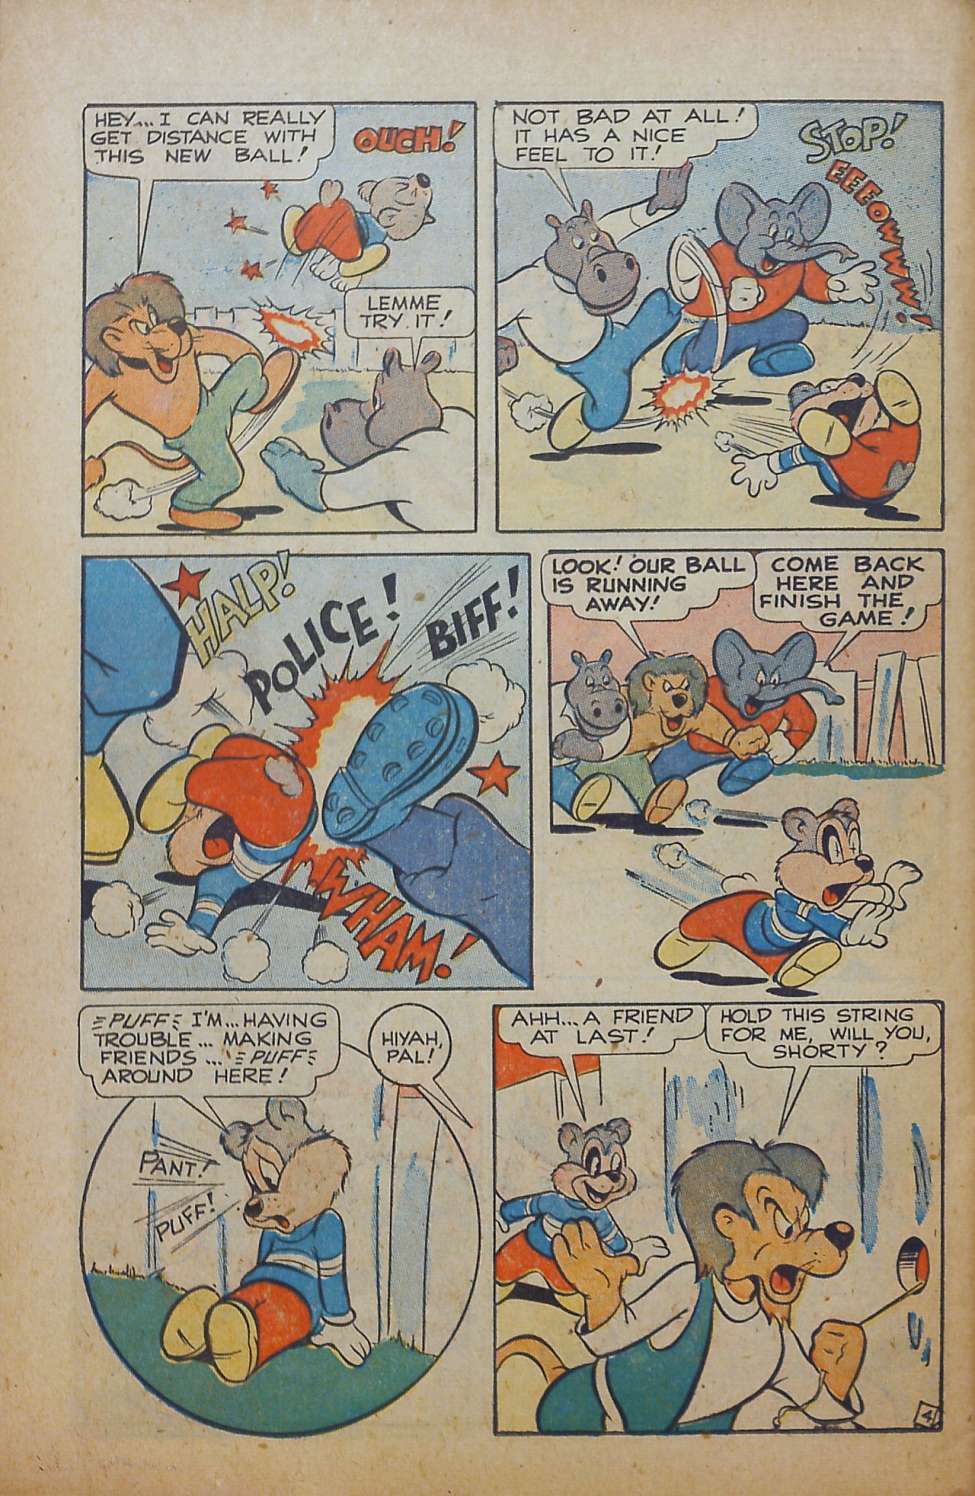 HEY... I CAN REALLY
GET DISTANCE WITH
THIS NEW BALL!
OUCH!
LEMME
TRY IT!
NOT BAD AT ALL!
IT HAS A NICE
FEEL TO IT!
STOP!
EEEOWWW!
HALP!
POLICE!
BIFF!
WHAM!
LOOK! OUR BALL
IS RUNNING
AWAY!
COME BACK
HERE AND
FINISH THE
GAME!
PUFF I'M... HAVING
TROUBLE... MAKING
FRIENDS... PUFF
AROUND HERE!
HIYAH,
PAL!
PANT!
PUFF!
AHH... A FRIEND
AT LAST!
HOLD THIS STRING
FOR ME, WILL YOU,
SHORTY?
4